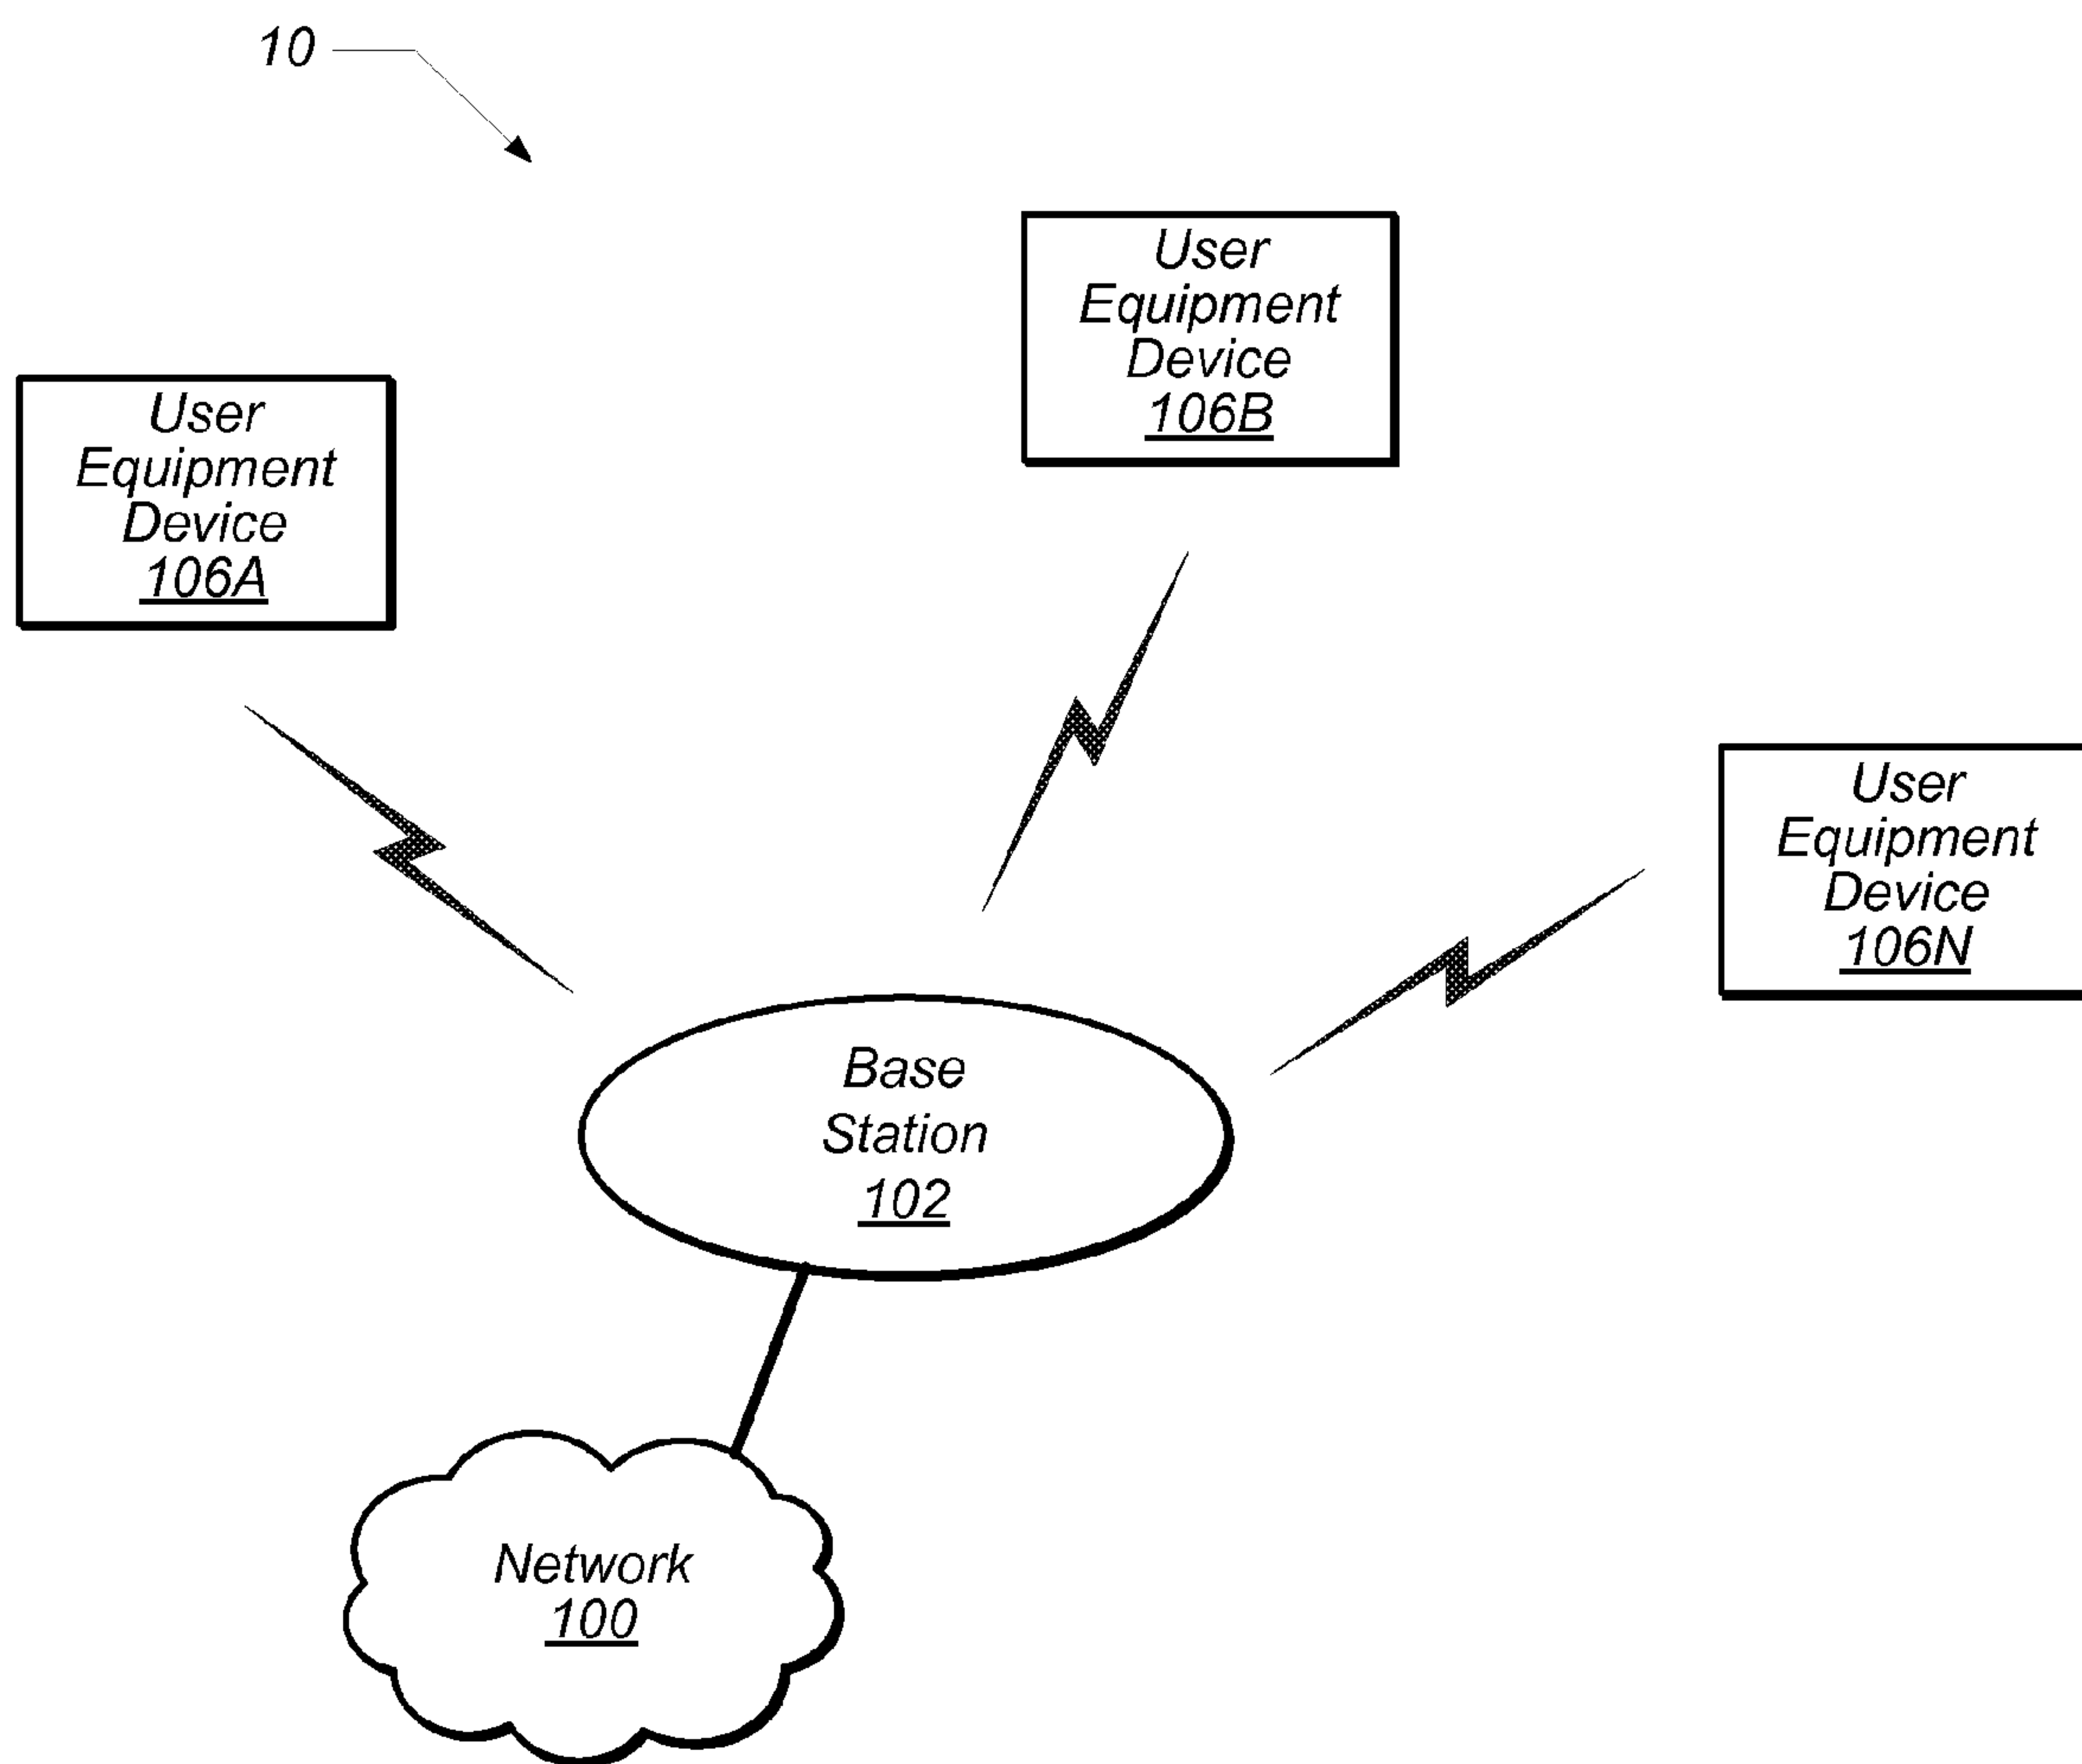 10
User
Equipment
Device
106B
User
Equipment
Device
106A
User
Equipment
Device
106N
Base
Station
102
Network
100